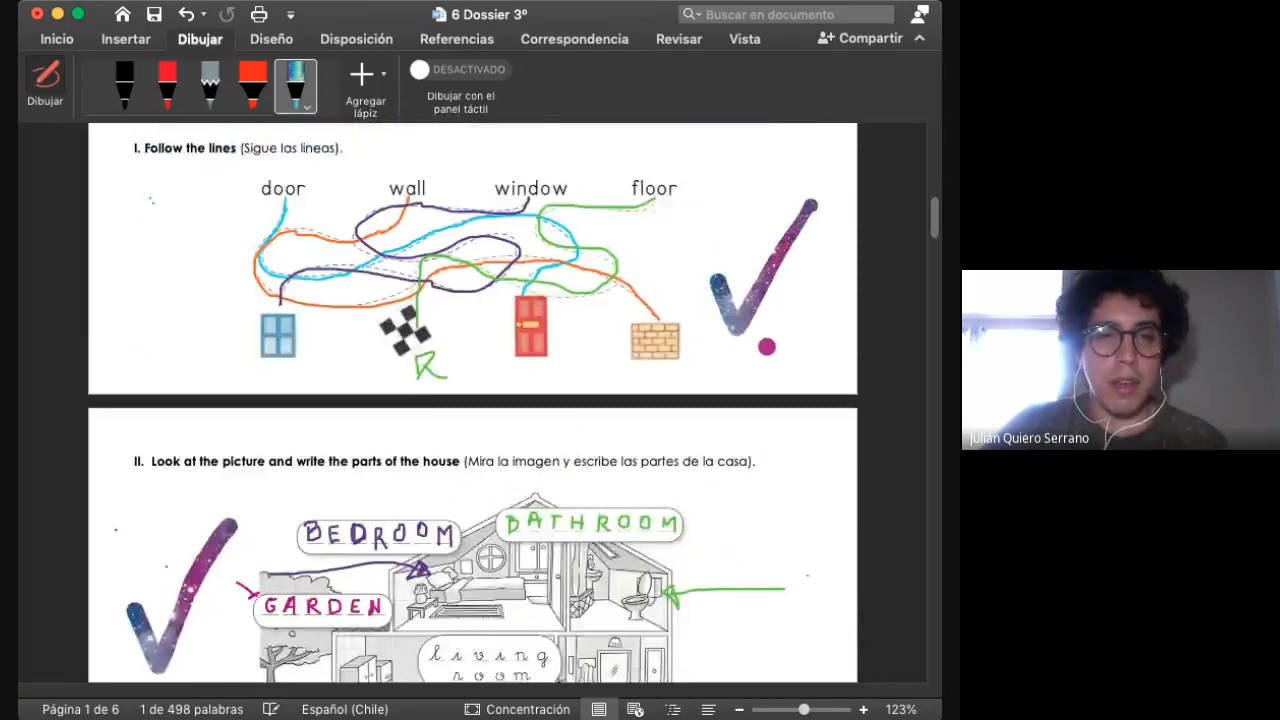 6 Dossier 3º
Buscar en documento
Inicio Insertar Dibujar Diseño Disposición Referencias Correspondencia Revisar Vista Compartir
DESACTIVADO
Dibujar Agregar lápiz Dibujar con el panel táctil
I. Follow the lines (Sigue las lineas).
door wall window floor
II. Look at the picture and write the parts of the house (Mira la imagen y escribe las partes de la casa).
BEDROOM BATHROOM
GARDEN
living
room
Julián Quiero Serrano
Página 1 de 6 1 de 498 palabras Español (Chile) Concentración 123%